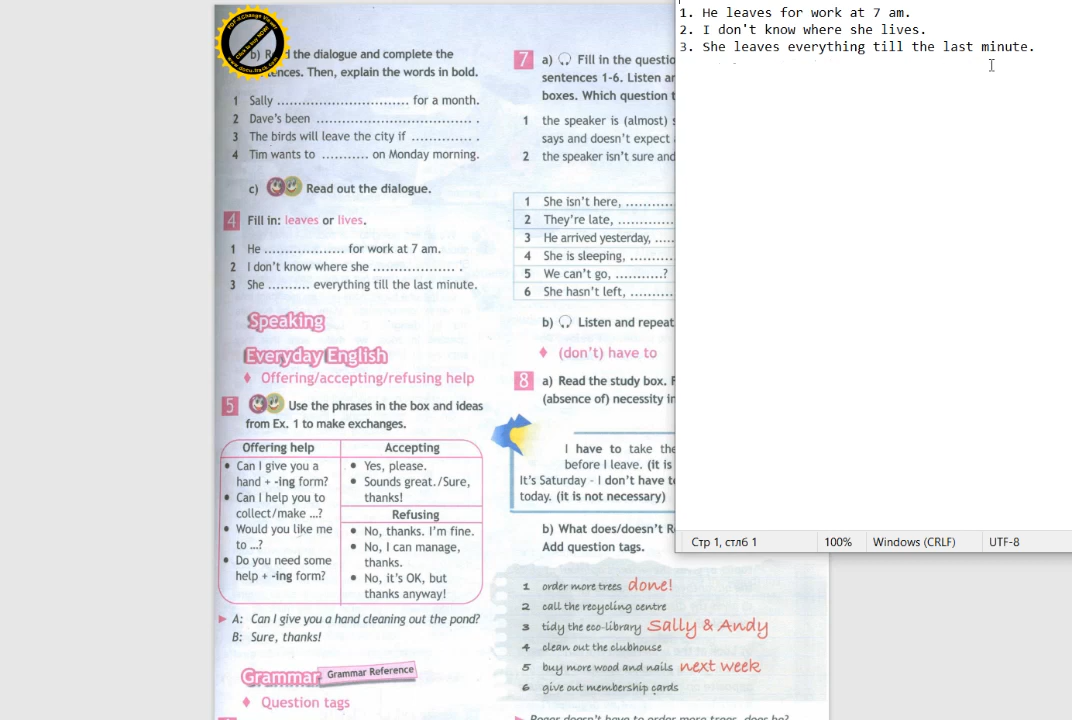 b) Read the dialogue and complete the
sentences. Then, explain the words in bold.
1 Sally .............................. for a month.
2 Dave's been ................................... .
3 The birds will leave the city if .............. .
4 Tim wants to ........... on Monday morning.
c) Read out the dialogue.
4 Fill in: leaves or lives.
1 He .................. for work at 7 am.
2 I don't know where she ................... .
3 She .......... everything till the last minute.
Speaking
Everyday English
♦ Offering/accepting/refusing help
5 Use the phrases in the box and ideas
from Ex. 1 to make exchanges.
Offering help
• Can I give you a
hand + -ing form?
• Can I help you to
collect/make ...?
• Would you like me
to ...?
• Do you need some
help + -ing form?
Accepting
• Yes, please.
• Sounds great./Sure,
thanks!
Refusing
• No, thanks. I'm fine.
• No, I can manage,
thanks.
• No, it's OK, but
thanks anyway!
A: Can I give you a hand cleaning out the pond?
B: Sure, thanks!
Grammar Grammar Reference
♦ Question tags
7 a) Fill in the questio
sentences 1-6. Listen ar
boxes. Which question t
1 the speaker is (almost) s
says and doesn't expect
2 the speaker isn't sure and
1 She isn't here, ..........
2 They're late, ............
3 He arrived yesterday, .....
4 She is sleeping, ..........
5 We can't go, ...........?
6 She hasn't left, ..........
b) Listen and repeat
♦ (don't) have to
8 a) Read the study box. F
(absence of) necessity in
I have to take the
before I leave. (it is
It's Saturday - I don't have t
today. (it is not necessary)
b) What does/doesn't R
Add question tags.
1 order more trees done!
2 call the recycling centre
3 tidy the eco-library Sally & Andy
4 clean out the clubhouse
5 buy more wood and nails next week
6 give out membership cards
Roger doesn't have to order more trees, does he?
1. He leaves for work at 7 am.
2. I don't know where she lives.
3. She leaves everything till the last minute.
Стр 1, стлб 1 100% Windows (CRLF) UTF-8